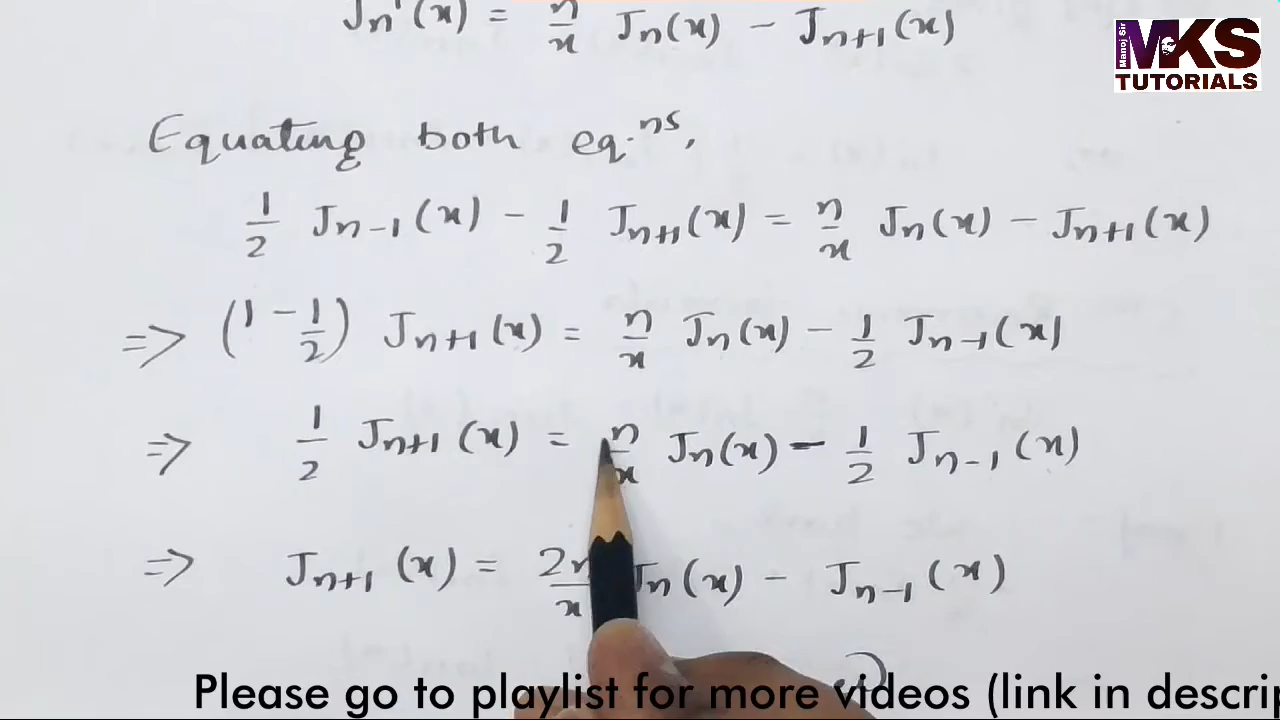 Jn'(x) = n/x Jn(x) - Jn+1(x)
Manoj Sir
MKS
TUTORIALS
Equating both eq.ns,
1/2 Jn-1(x) - 1/2 Jn+1(x) = n/x Jn(x) - Jn+1(x)
=> (1 - 1/2) Jn+1(x) = n/x Jn(x) - 1/2 Jn-1(x)
=> 1/2 Jn+1(x) = n/x Jn(x) - 1/2 Jn-1(x)
=> Jn+1(x) = 2n/x Jn(x) - Jn-1(x)
Please go to playlist for more videos (link in descrip